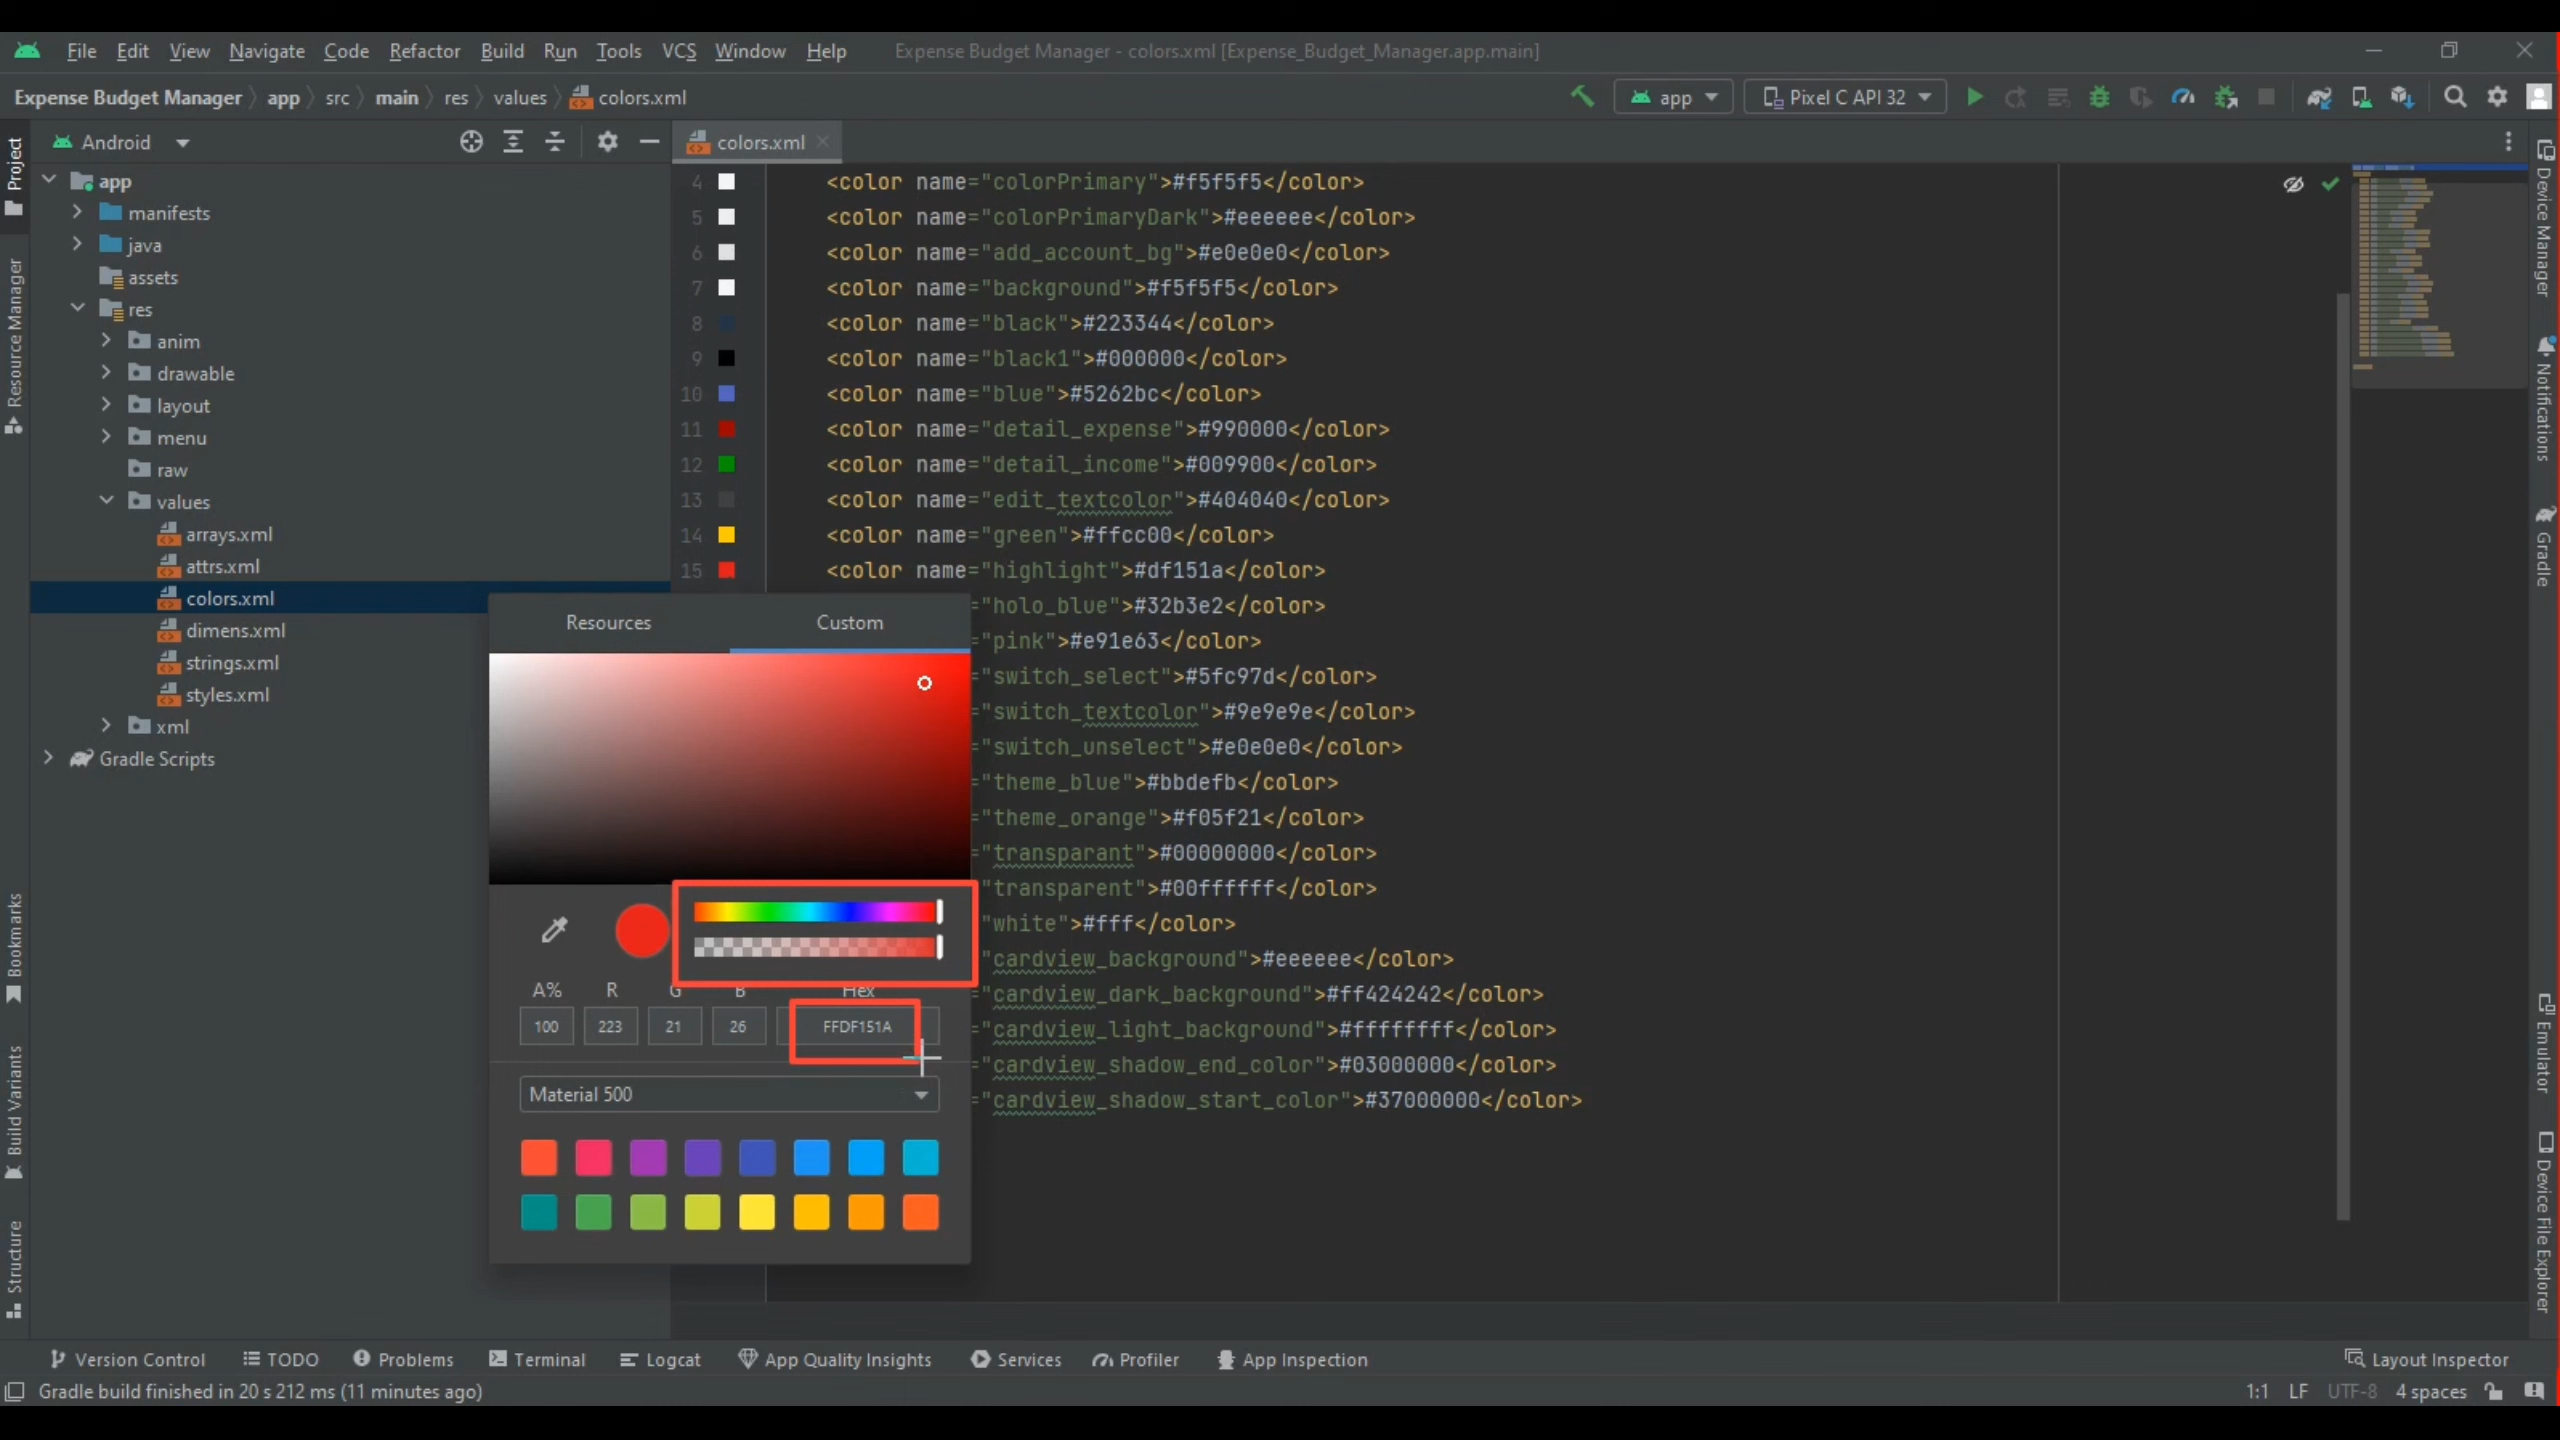 File Edit View Navigate Code Refactor Build Run Tools VCS Window Help Expense Budget Manager - colors.xml [Expense_Budget_Manager.app.main]
Expense Budget Manager app src main res values colors.xml app Pixel C API 32
Android
colors.xml
Project
Resource Manager
Bookmarks
Build Variants
Structure
app
manifests
java
assets
res
anim
drawable
layout
menu
raw
values
arrays.xml
attrs.xml
colors.xml
dimens.xml
strings.xml
styles.xml
xml
Gradle Scripts
4 <color name="colorPrimary">#f5f5f5</color>
5 <color name="colorPrimaryDark">#eeeeee</color>
6 <color name="add_account_bg">#e0e0e0</color>
7 <color name="background">#f5f5f5</color>
8 <color name="black">#223344</color>
9 <color name="black1">#000000</color>
10 <color name="blue">#5262bc</color>
11 <color name="detail_expense">#990000</color>
12 <color name="detail_income">#009900</color>
13 <color name="edit_textcolor">#404040</color>
14 <color name="green">#ffcc00</color>
15 <color name="highlight">#df151a</color>
="holo_blue">#32b3e2</color>
="pink">#e91e63</color>
="switch_select">#5fc97d</color>
="switch_textcolor">#9e9e9e</color>
="switch_unselect">#e0e0e0</color>
="theme_blue">#bbdefb</color>
="theme_orange">#f05f21</color>
="transparant">#00000000</color>
="transparent">#00ffffff</color>
="white">#fff</color>
="cardview_background">#eeeeee</color>
="cardview_dark_background">#ff424242</color>
="cardview_light_background">#ffffffff</color>
="cardview_shadow_end_color">#03000000</color>
="cardview_shadow_start_color">#37000000</color>
Resources Custom
A% R G B Hex
100 223 21 26 FFDF151A
Material 500
Device Manager
Notifications
Gradle
Emulator
Device File Explorer
Version Control TODO Problems Terminal Logcat App Quality Insights Services Profiler App Inspection Layout Inspector
Gradle build finished in 20 s 212 ms (11 minutes ago) 1:1 LF UTF-8 4 spaces